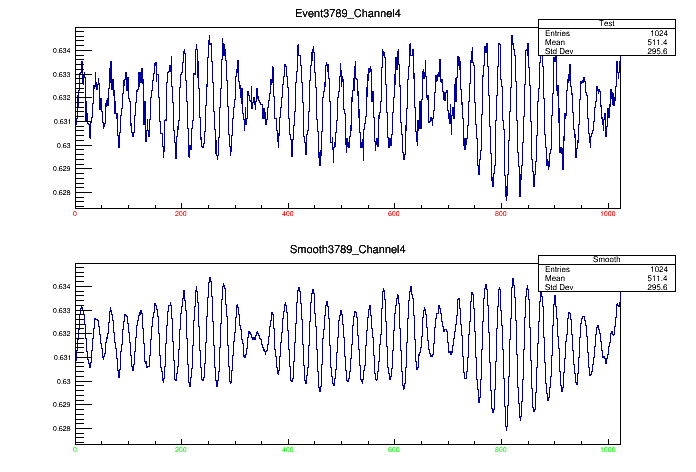 Event3789_Channel4
Test
Entries 1024
Mean 511.4
Std Dev 295.6
0.634
0.633
0.632
0.631
0.63
0.629
0.628
0 200 400 600 800 1000
Smooth3789_Channel4
Smooth
Entries 1024
Mean 511.4
Std Dev 295.6
0.634
0.633
0.632
0.631
0.63
0.629
0.628
0 200 400 600 800 1000